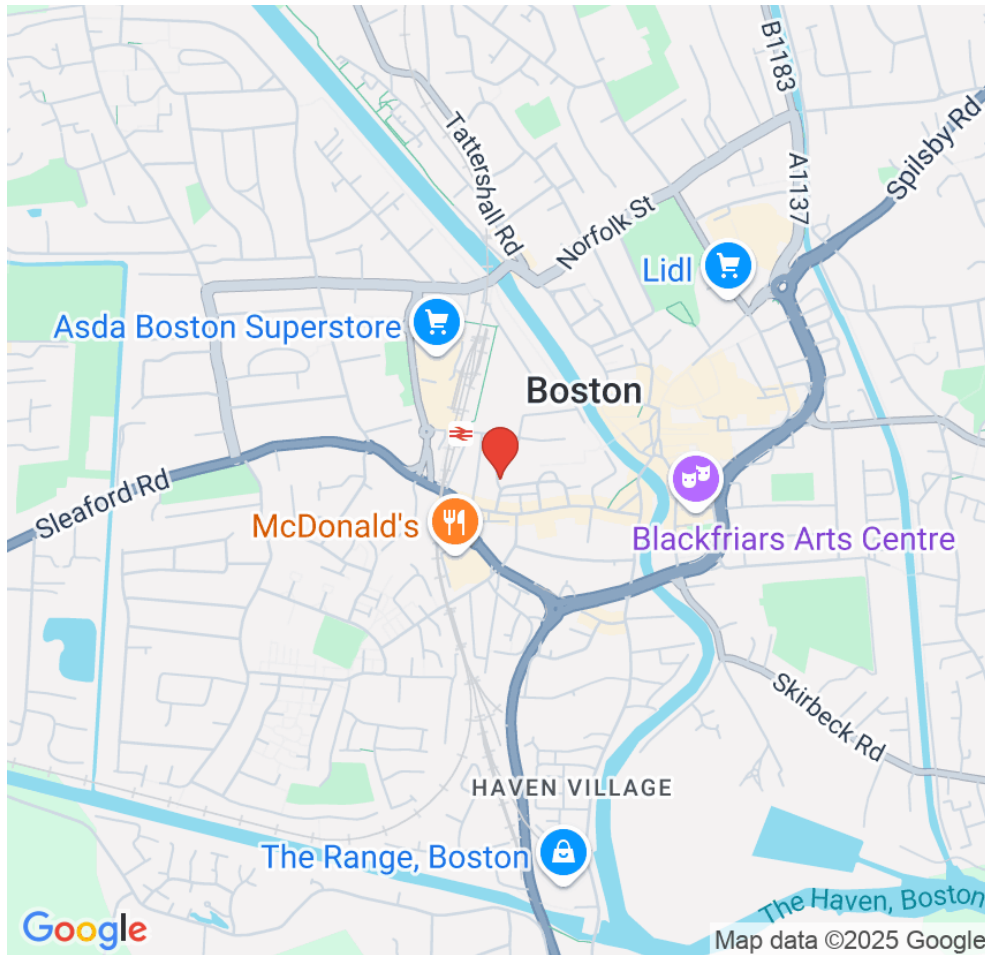 B1183
Tattershall Rd
A1137
Spilsby Rd
Norfolk St
Lidl
Asda Boston Superstore
Boston
Sleaford Rd
McDonald's
Blackfriars Arts Centre
Skirbeck Rd
HAVEN VILLAGE
The Range, Boston
The Haven, Boston
Google
Map data ©2025 Google